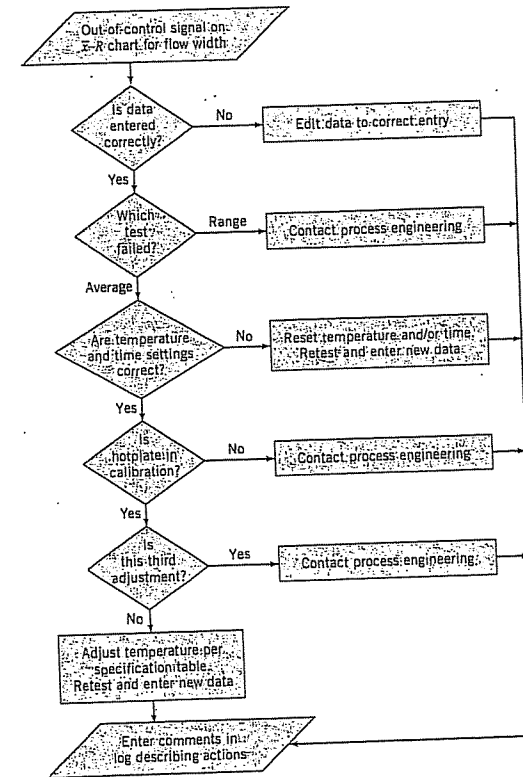 Out-of-control signal on
x̅–R chart for flow width
Is data
entered
correctly?
No
Edit data to correct entry
Yes
Which
test
failed?
Range
Contact process engineering
Average
Are temperature
and time settings
correct?
No
Reset temperature and/or time.
Retest and enter new data.
Yes
Is
hotplate in
calibration?
No
Contact process engineering
Yes
Is
this third
adjustment?
Yes
Contact process engineering
No
Adjust temperature per
specification table.
Retest and enter new data
Enter comments in
log describing actions